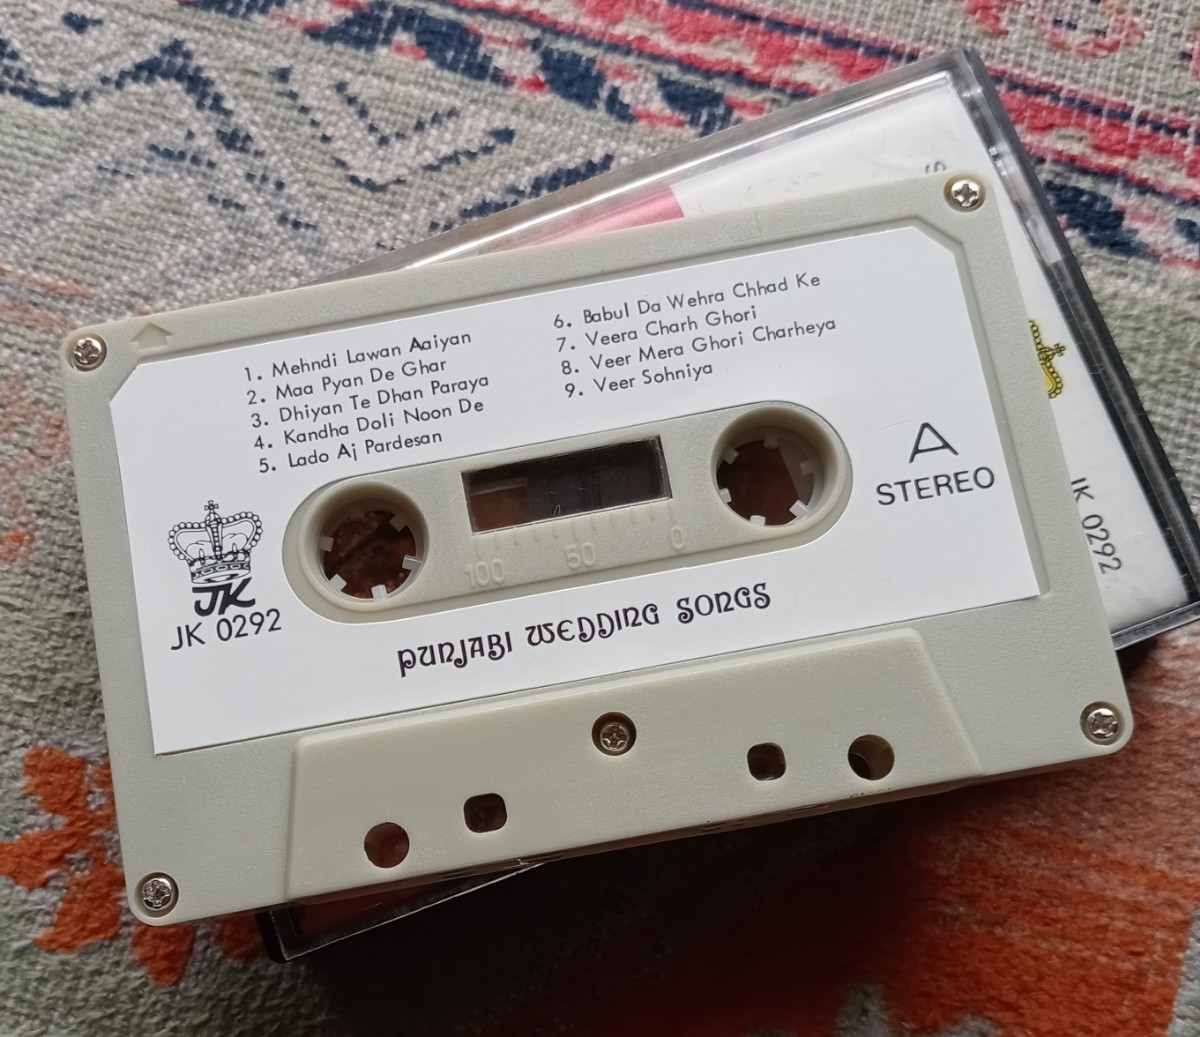 1. Mehndi Lawan Aaiyan
2. Maa Pyan De Ghar
3. Dhiyan Te Dhan Paraya
4. Kandha Doli Noon De
5. Lado Aj Pardesan
6. Babul Da Wehra Chhad Ke
7. Veera Charh Ghori
8. Veer Mera Ghori Charheya
9. Veer Sohniya
A
STEREO
100 50 0
JK
JK 0292
PUNJABI WEDDING SONGS
JK 0292